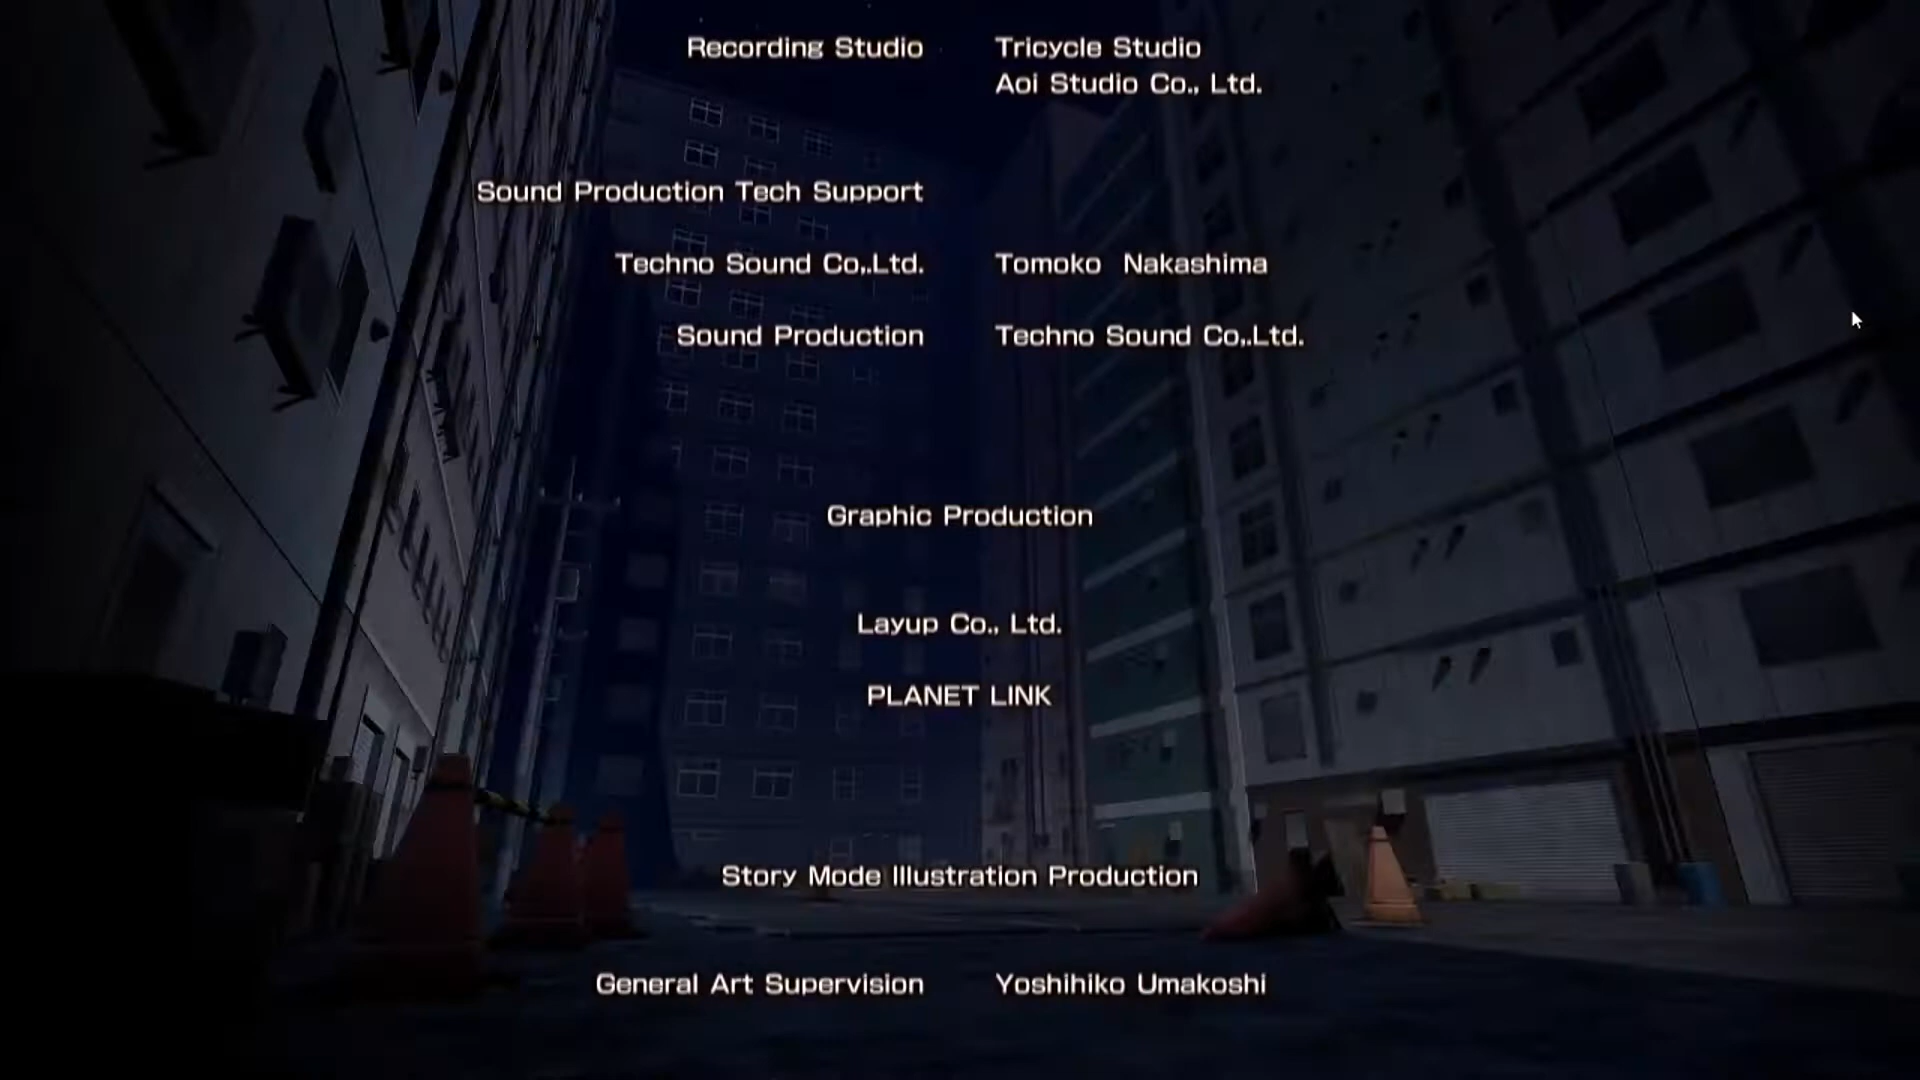 Recording Studio Tricycle Studio
Aoi Studio Co., Ltd.
Sound Production Tech Support
Techno Sound Co,.Ltd. Tomoko Nakashima
Sound Production Techno Sound Co,.Ltd.
Graphic Production
Layup Co., Ltd.
PLANET LINK
Story Mode Illustration Production
General Art Supervision Yoshihiko Umakoshi